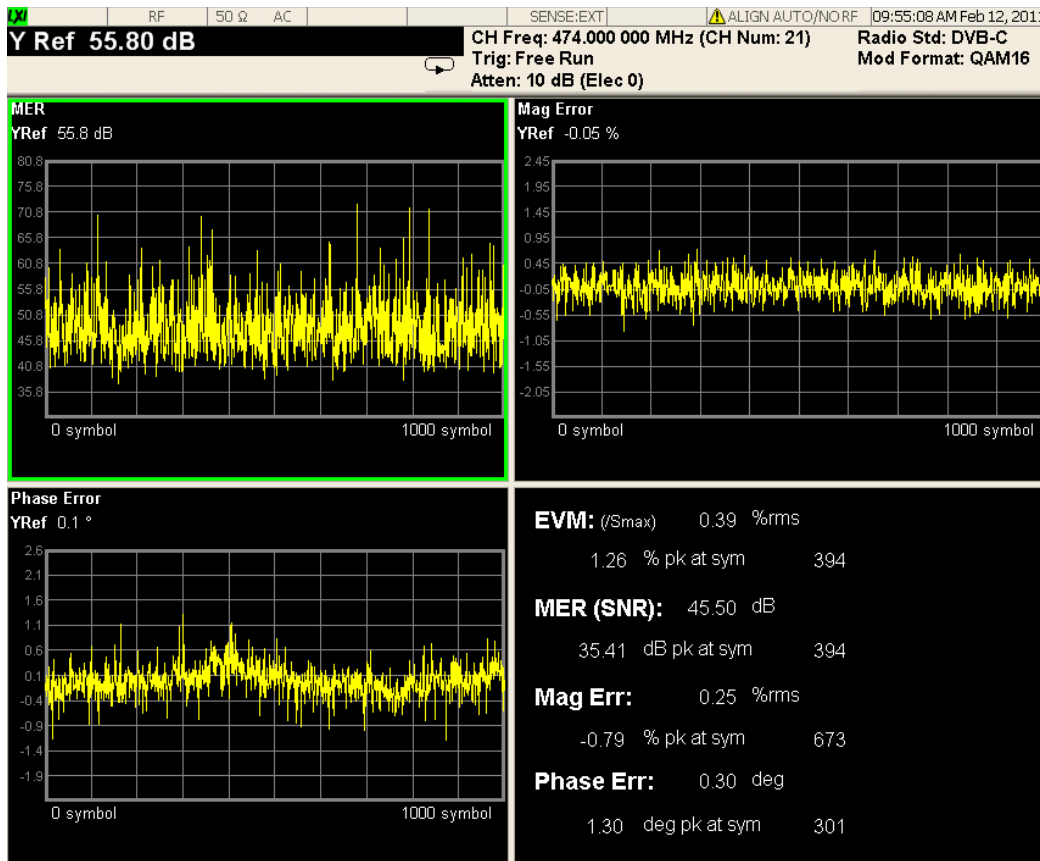 LXI RF 50 Ω AC SENSE:EXT ALIGN AUTO/NO RF 09:55:08 AM Feb 12, 201
Y Ref 55.80 dB
CH Freq: 474.000 000 MHz (CH Num: 21) Radio Std: DVB-C
Trig: Free Run Mod Format: QAM16
Atten: 10 dB (Elec 0)
MER
YRef 55.8 dB
80.8
75.8
70.8
65.8
60.8
55.8
50.8
45.8
40.8
35.8
0 symbol 1000 symbol
Mag Error
YRef -0.05 %
2.45
1.95
1.45
0.95
0.45
-0.05
-0.55
-1.05
-1.55
-2.05
0 symbol 1000 symbol
Phase Error
YRef 0.1 °
2.6
2.1
1.6
1.1
0.6
0.1
-0.4
-0.9
-1.4
-1.9
0 symbol 1000 symbol
EVM: (/Smax) 0.39 %rms
1.26 % pk at sym 394
MER (SNR): 45.50 dB
35.41 dB pk at sym 394
Mag Err: 0.25 %rms
-0.79 % pk at sym 673
Phase Err: 0.30 deg
1.30 deg pk at sym 301